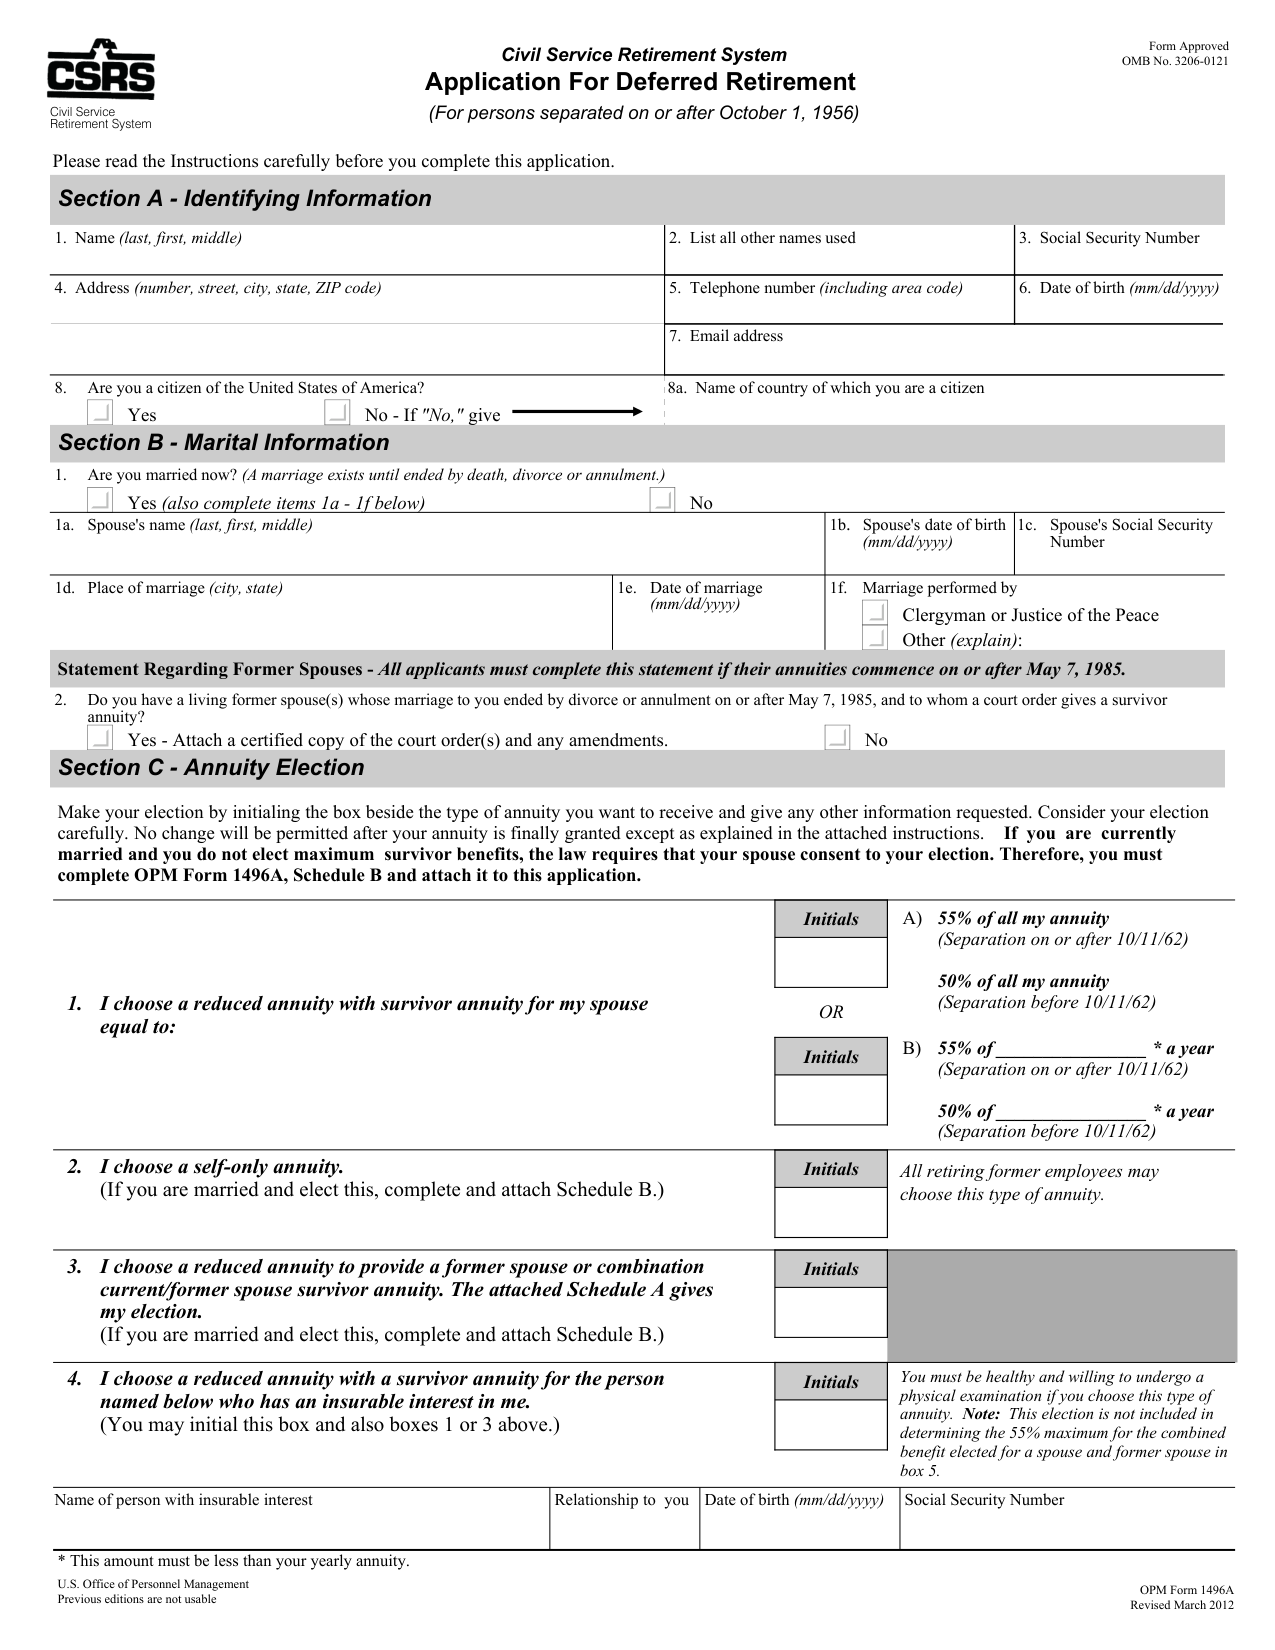 CSRS
Civil Service
Retirement System
Civil Service Retirement System
Application For Deferred Retirement
(For persons separated on or after October 1, 1956)
Form Approved
OMB No. 3206-0121
Please read the Instructions carefully before you complete this application.
Section A - Identifying Information
1. Name (last, first, middle)
2. List all other names used
3. Social Security Number
4. Address (number, street, city, state, ZIP code)
5. Telephone number (including area code)
6. Date of birth (mm/dd/yyyy)
7. Email address
8. Are you a citizen of the United States of America?
Yes
No - If "No," give
8a. Name of country of which you are a citizen
Section B - Marital Information
1. Are you married now? (A marriage exists until ended by death, divorce or annulment.)
Yes (also complete items 1a - 1f below)
No
1a. Spouse's name (last, first, middle)
1b. Spouse's date of birth
(mm/dd/yyyy)
1c. Spouse's Social Security
Number
1d. Place of marriage (city, state)
1e. Date of marriage
(mm/dd/yyyy)
1f. Marriage performed by
Clergyman or Justice of the Peace
Other (explain):
Statement Regarding Former Spouses - All applicants must complete this statement if their annuities commence on or after May 7, 1985.
2. Do you have a living former spouse(s) whose marriage to you ended by divorce or annulment on or after May 7, 1985, and to whom a court order gives a survivor
annuity?
Yes - Attach a certified copy of the court order(s) and any amendments.
No
Section C - Annuity Election
Make your election by initialing the box beside the type of annuity you want to receive and give any other information requested. Consider your election
carefully. No change will be permitted after your annuity is finally granted except as explained in the attached instructions. If you are currently
married and you do not elect maximum survivor benefits, the law requires that your spouse consent to your election. Therefore, you must
complete OPM Form 1496A, Schedule B and attach it to this application.
1. I choose a reduced annuity with survivor annuity for my spouse
equal to:
Initials
A) 55% of all my annuity
(Separation on or after 10/11/62)
50% of all my annuity
(Separation before 10/11/62)
OR
Initials
B) 55% of ________________ * a year
(Separation on or after 10/11/62)
50% of ________________ * a year
(Separation before 10/11/62)
2. I choose a self-only annuity.
(If you are married and elect this, complete and attach Schedule B.)
Initials
All retiring former employees may
choose this type of annuity.
3. I choose a reduced annuity to provide a former spouse or combination
current/former spouse survivor annuity. The attached Schedule A gives
my election.
(If you are married and elect this, complete and attach Schedule B.)
Initials
4. I choose a reduced annuity with a survivor annuity for the person
named below who has an insurable interest in me.
(You may initial this box and also boxes 1 or 3 above.)
Initials
You must be healthy and willing to undergo a
physical examination if you choose this type of
annuity. Note: This election is not included in
determining the 55% maximum for the combined
benefit elected for a spouse and former spouse in
box 5.
Name of person with insurable interest
Relationship to you
Date of birth (mm/dd/yyyy)
Social Security Number
* This amount must be less than your yearly annuity.
U.S. Office of Personnel Management
Previous editions are not usable
OPM Form 1496A
Revised March 2012